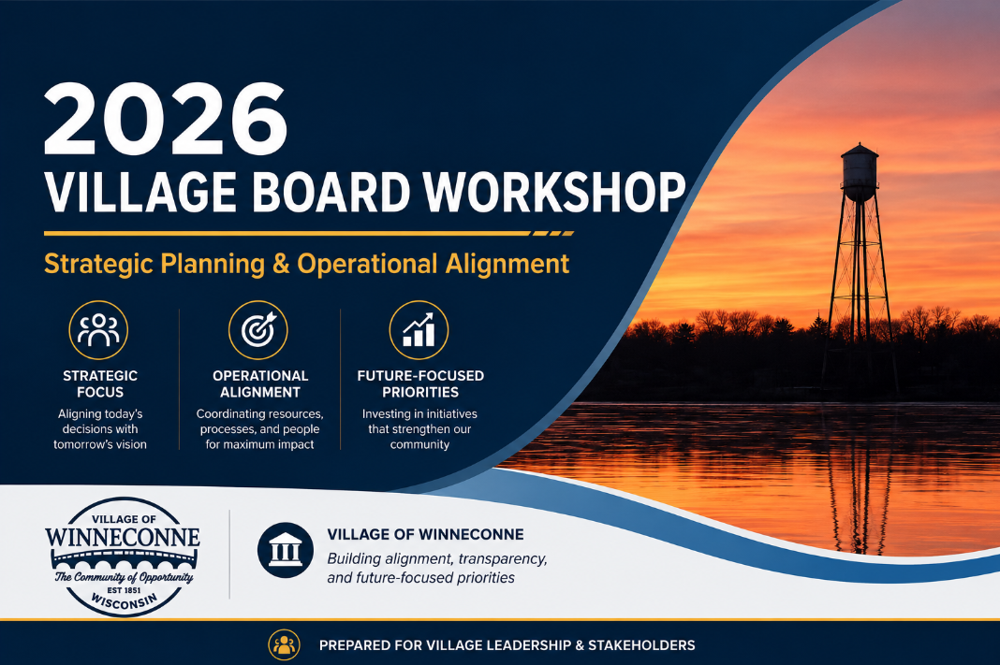 2026
VILLAGE BOARD WORKSHOP
Strategic Planning & Operational Alignment
STRATEGIC
FOCUS
Aligning today's
decisions with
tomorrow's vision
OPERATIONAL
ALIGNMENT
Coordinating resources,
processes, and people
for maximum impact
FUTURE-FOCUSED
PRIORITIES
Investing in initiatives
that strengthen our
community
VILLAGE OF
WINNECONNE
The Community of Opportunity
EST 1851
WISCONSIN
VILLAGE OF WINNECONNE
Building alignment, transparency,
and future-focused priorities
PREPARED FOR VILLAGE LEADERSHIP & STAKEHOLDERS